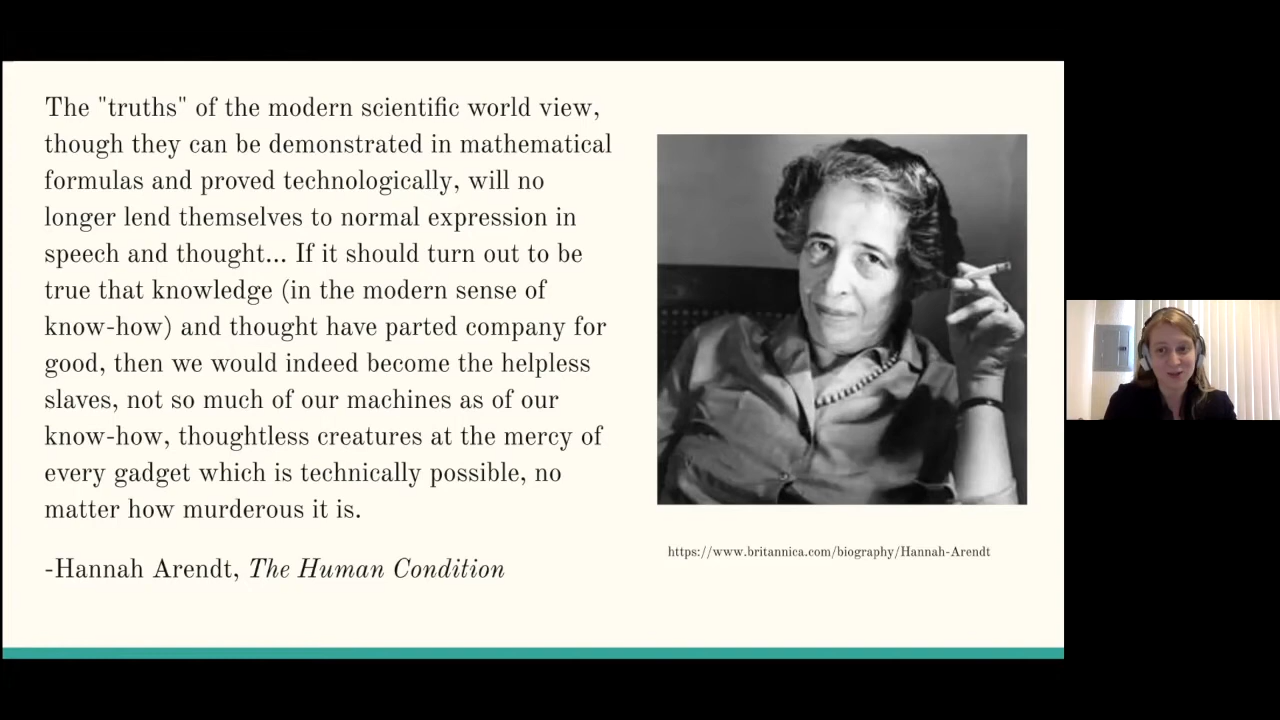 The "truths" of the modern scientific world view,
though they can be demonstrated in mathematical
formulas and proved technologically, will no
longer lend themselves to normal expression in
speech and thought... If it should turn out to be
true that knowledge (in the modern sense of
know-how) and thought have parted company for
good, then we would indeed become the helpless
slaves, not so much of our machines as of our
know-how, thoughtless creatures at the mercy of
every gadget which is technically possible, no
matter how murderous it is.
-Hannah Arendt, The Human Condition
https://www.britannica.com/biography/Hannah-Arendt